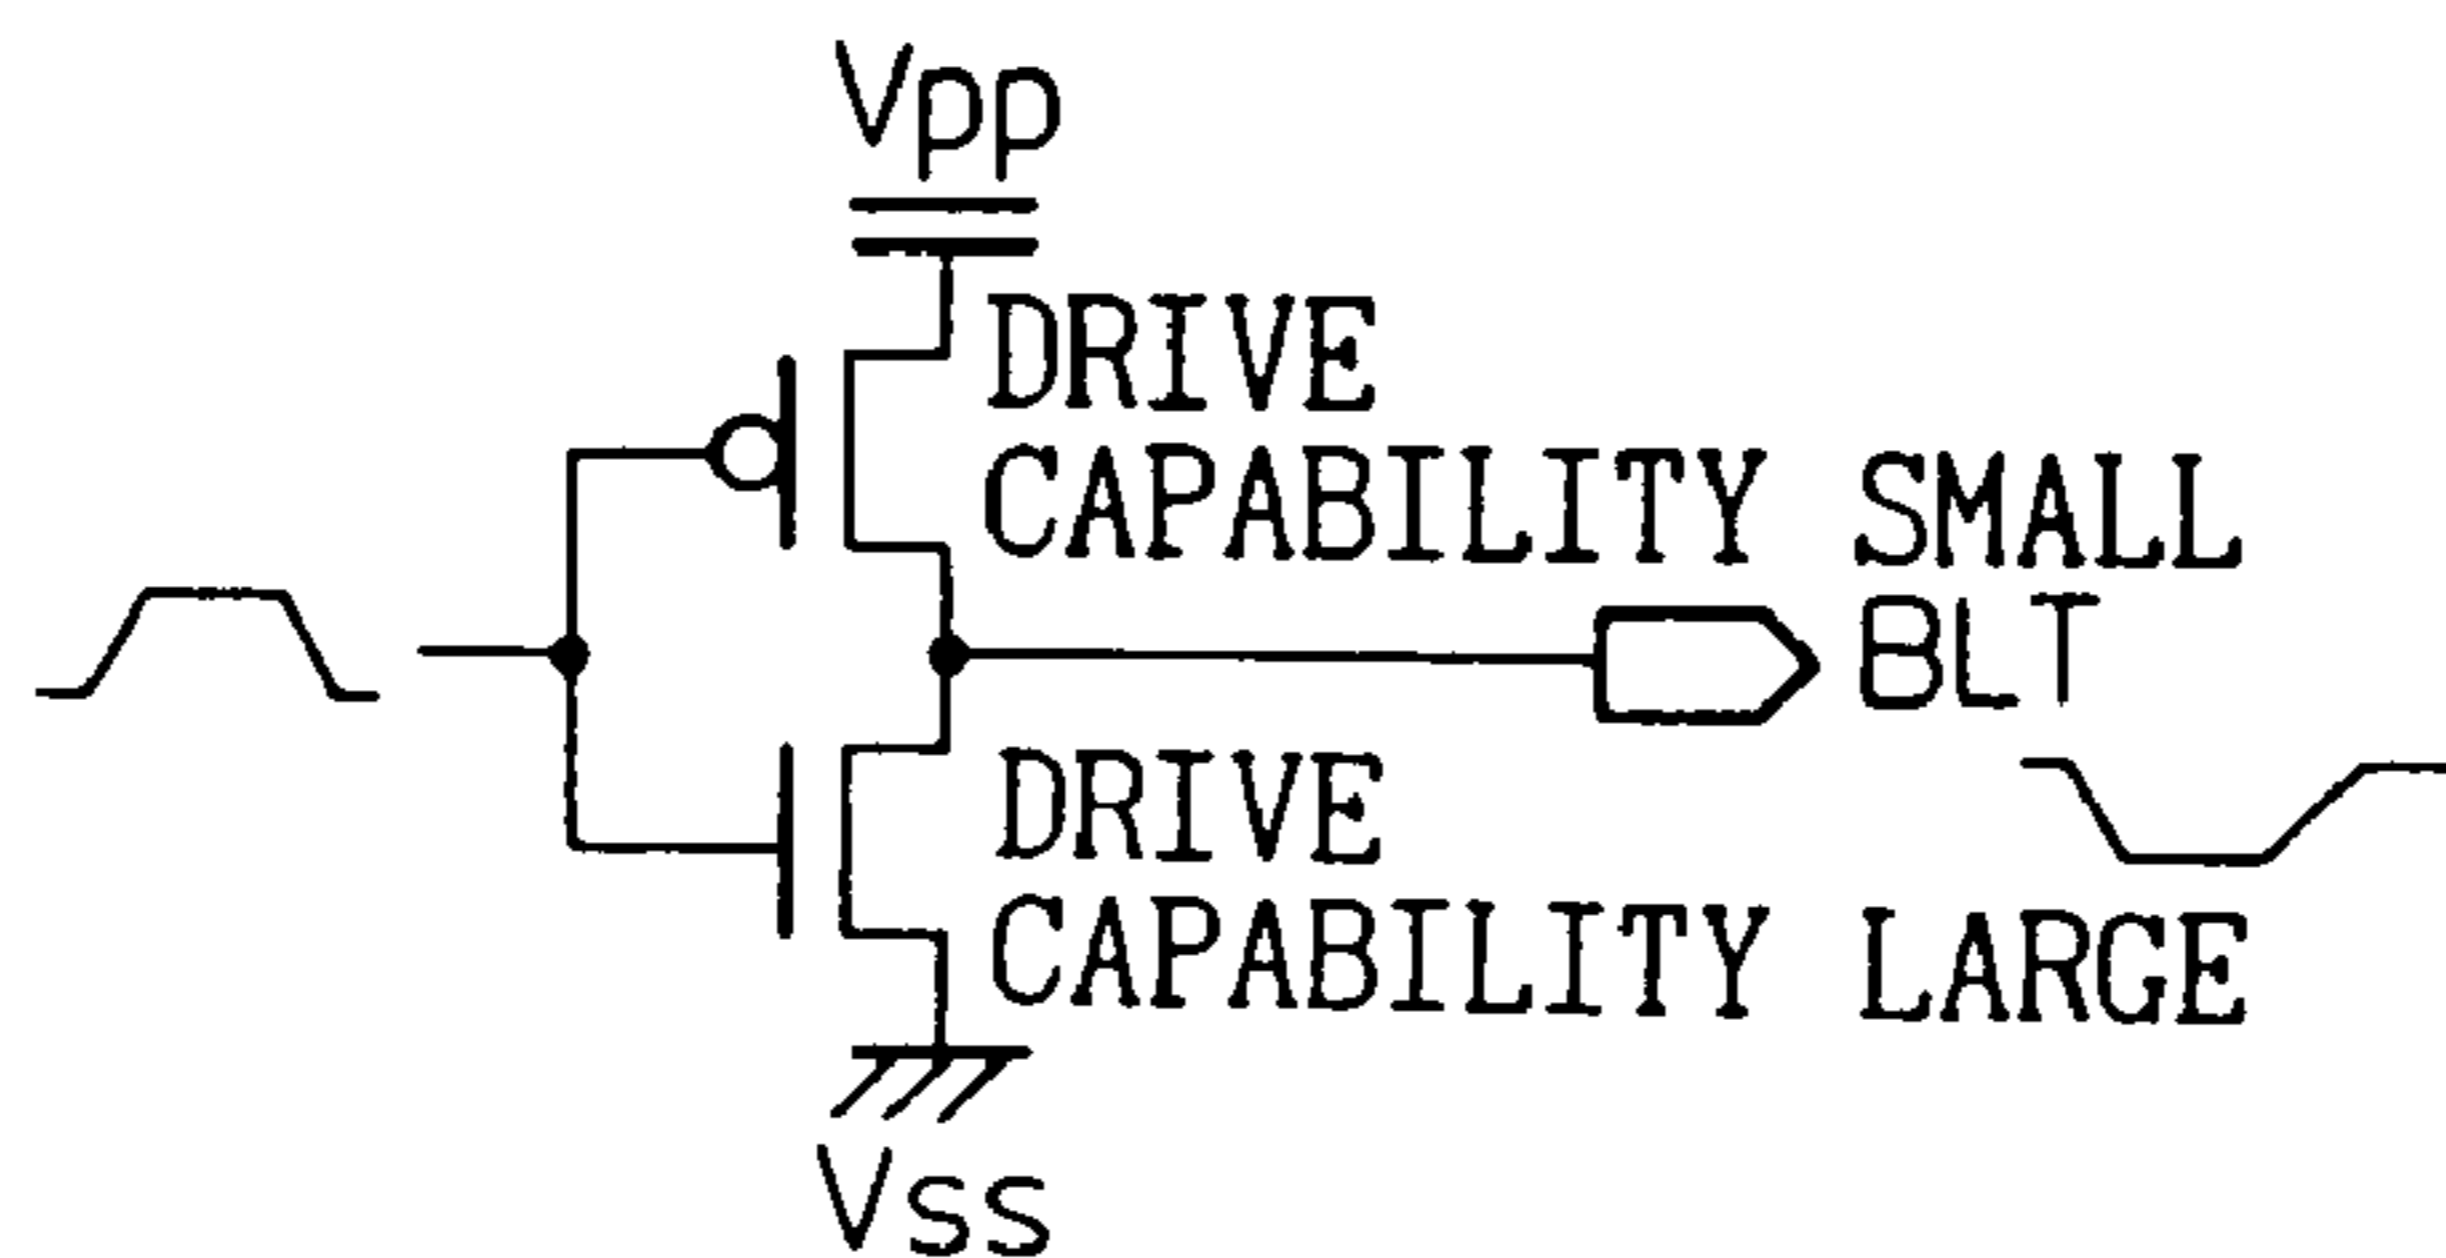 Vpp
DRIVE
CAPABILITY SMALL
BLT
DRIVE
CAPABILITY LARGE
Vss